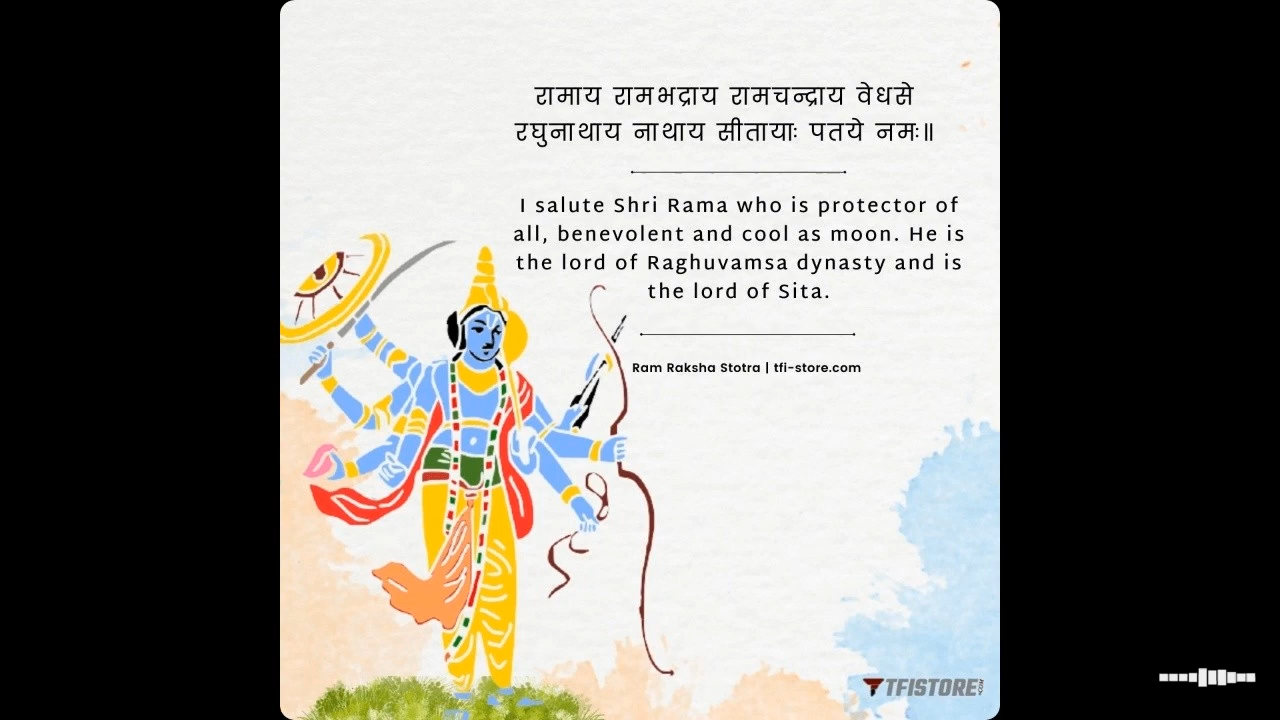 रामाय रामभद्राय रामचन्द्राय वेधसे
रघुनाथाय नाथाय सीतायाः पतये नमः॥
I salute Shri Rama who is protector of
all, benevolent and cool as moon. He is
the lord of Raghuvamsa dynasty and is
the lord of Sita.
Ram Raksha Stotra | tfi-store.com
TFISTORE.COM